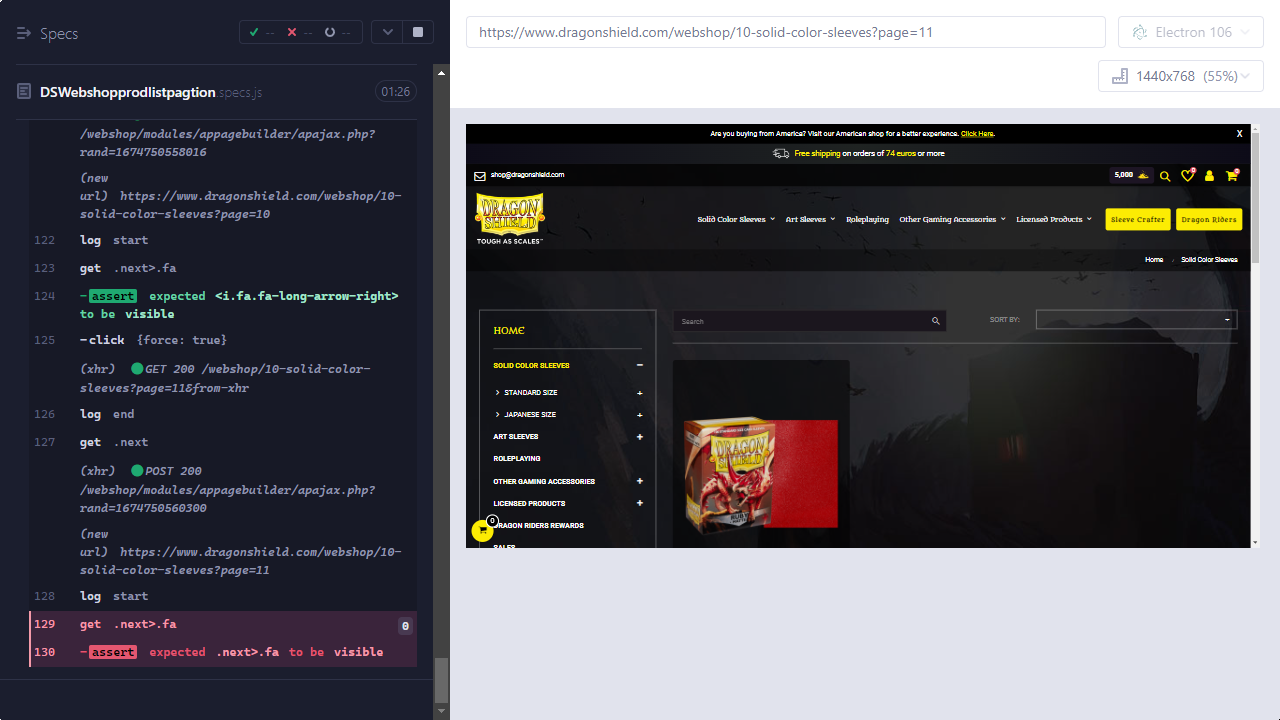 Specs
--
--
--
https://www.dragonshield.com/webshop/10-solid-color-sleeves?page=11
Electron 106
1440x768 (55%)
DSWebshopprodlistpagtion.specs.js
01:26
/webshop/modules/appagebuilder/apajax.php?
rand=1674750558016
(new
url) https://www.dragonshield.com/webshop/10-
solid-color-sleeves?page=10
122 log start
123 get .next>.fa
124 -assert expected <i.fa.fa-long-arrow-right>
to be visible
125 -click {force: true}
(xhr) GET 200 /webshop/10-solid-color-
sleeves?page=11&from-xhr
126 log end
127 get .next
(xhr) POST 200
/webshop/modules/appagebuilder/apajax.php?
rand=1674750560300
(new
url) https://www.dragonshield.com/webshop/10-
solid-color-sleeves?page=11
128 log start
129 get .next>.fa 0
130 -assert expected .next>.fa to be visible
Are you buying from America? Visit our American shop for a better experience. Click Here. X
Free shipping on orders of 74 euros or more
shop@dragonshield.com
5,000
0
0
DRAGON
SHIELD
TOUGH AS SCALES™
Solid Color Sleeves
Art Sleeves
Roleplaying
Other Gaming Accessories
Licensed Products
Sleeve Crafter
Dragon Riders
Home / Solid Color Sleeves
HOME
SOLID COLOR SLEEVES −
STANDARD SIZE +
JAPANESE SIZE +
ART SLEEVES +
ROLEPLAYING
OTHER GAMING ACCESSORIES +
LICENSED PRODUCTS +
DRAGON RIDERS REWARDS
SALES
0
Search
SORT BY:
DRAGON
SHIELD
RUBY